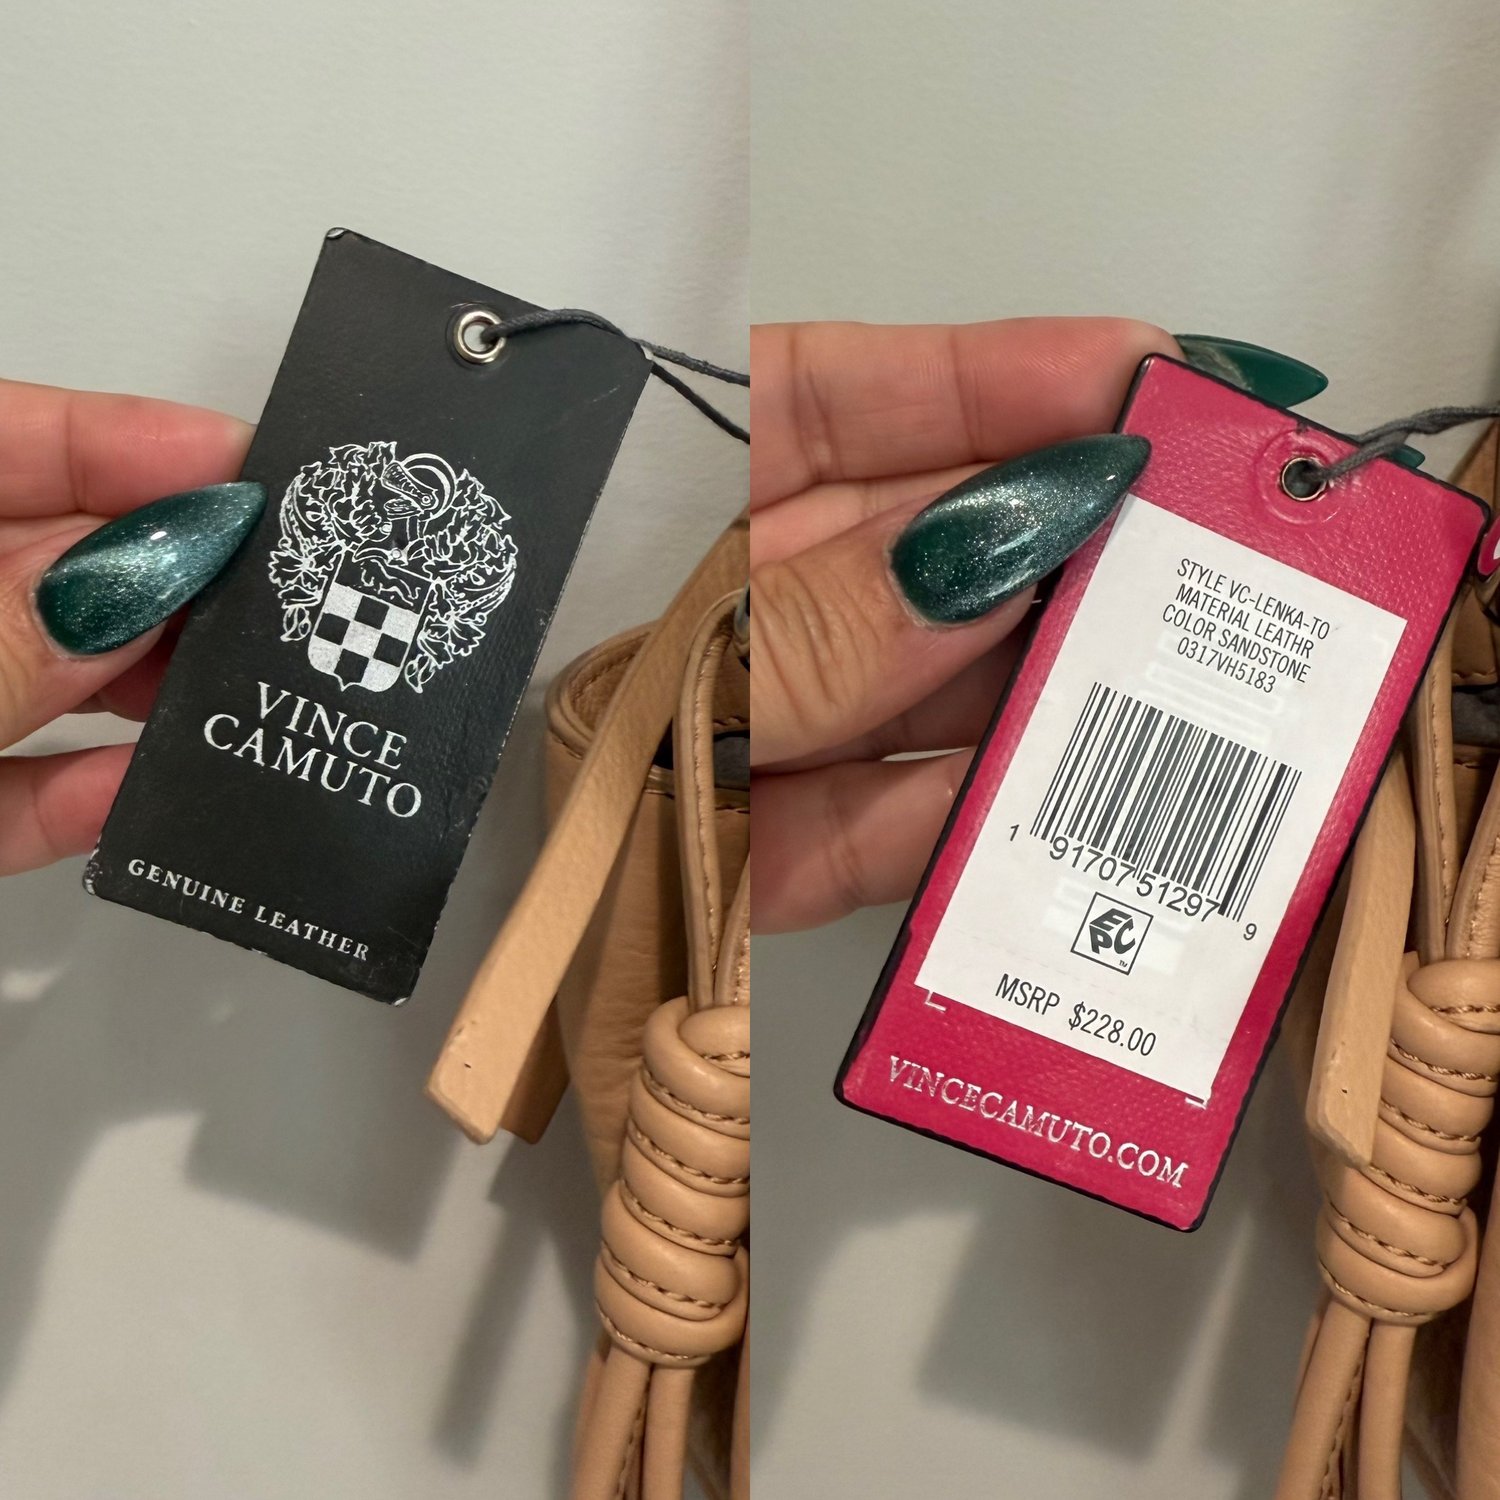 VINCE
CAMUTO
GENUINE LEATHER
STYLE VC-LENKA-TO
MATERIAL LEATHR
COLOR SANDSTONE
0317VH5183
1 91707 51297 9
EPC
TM
MSRP $228.00
VINCECAMUTO.COM